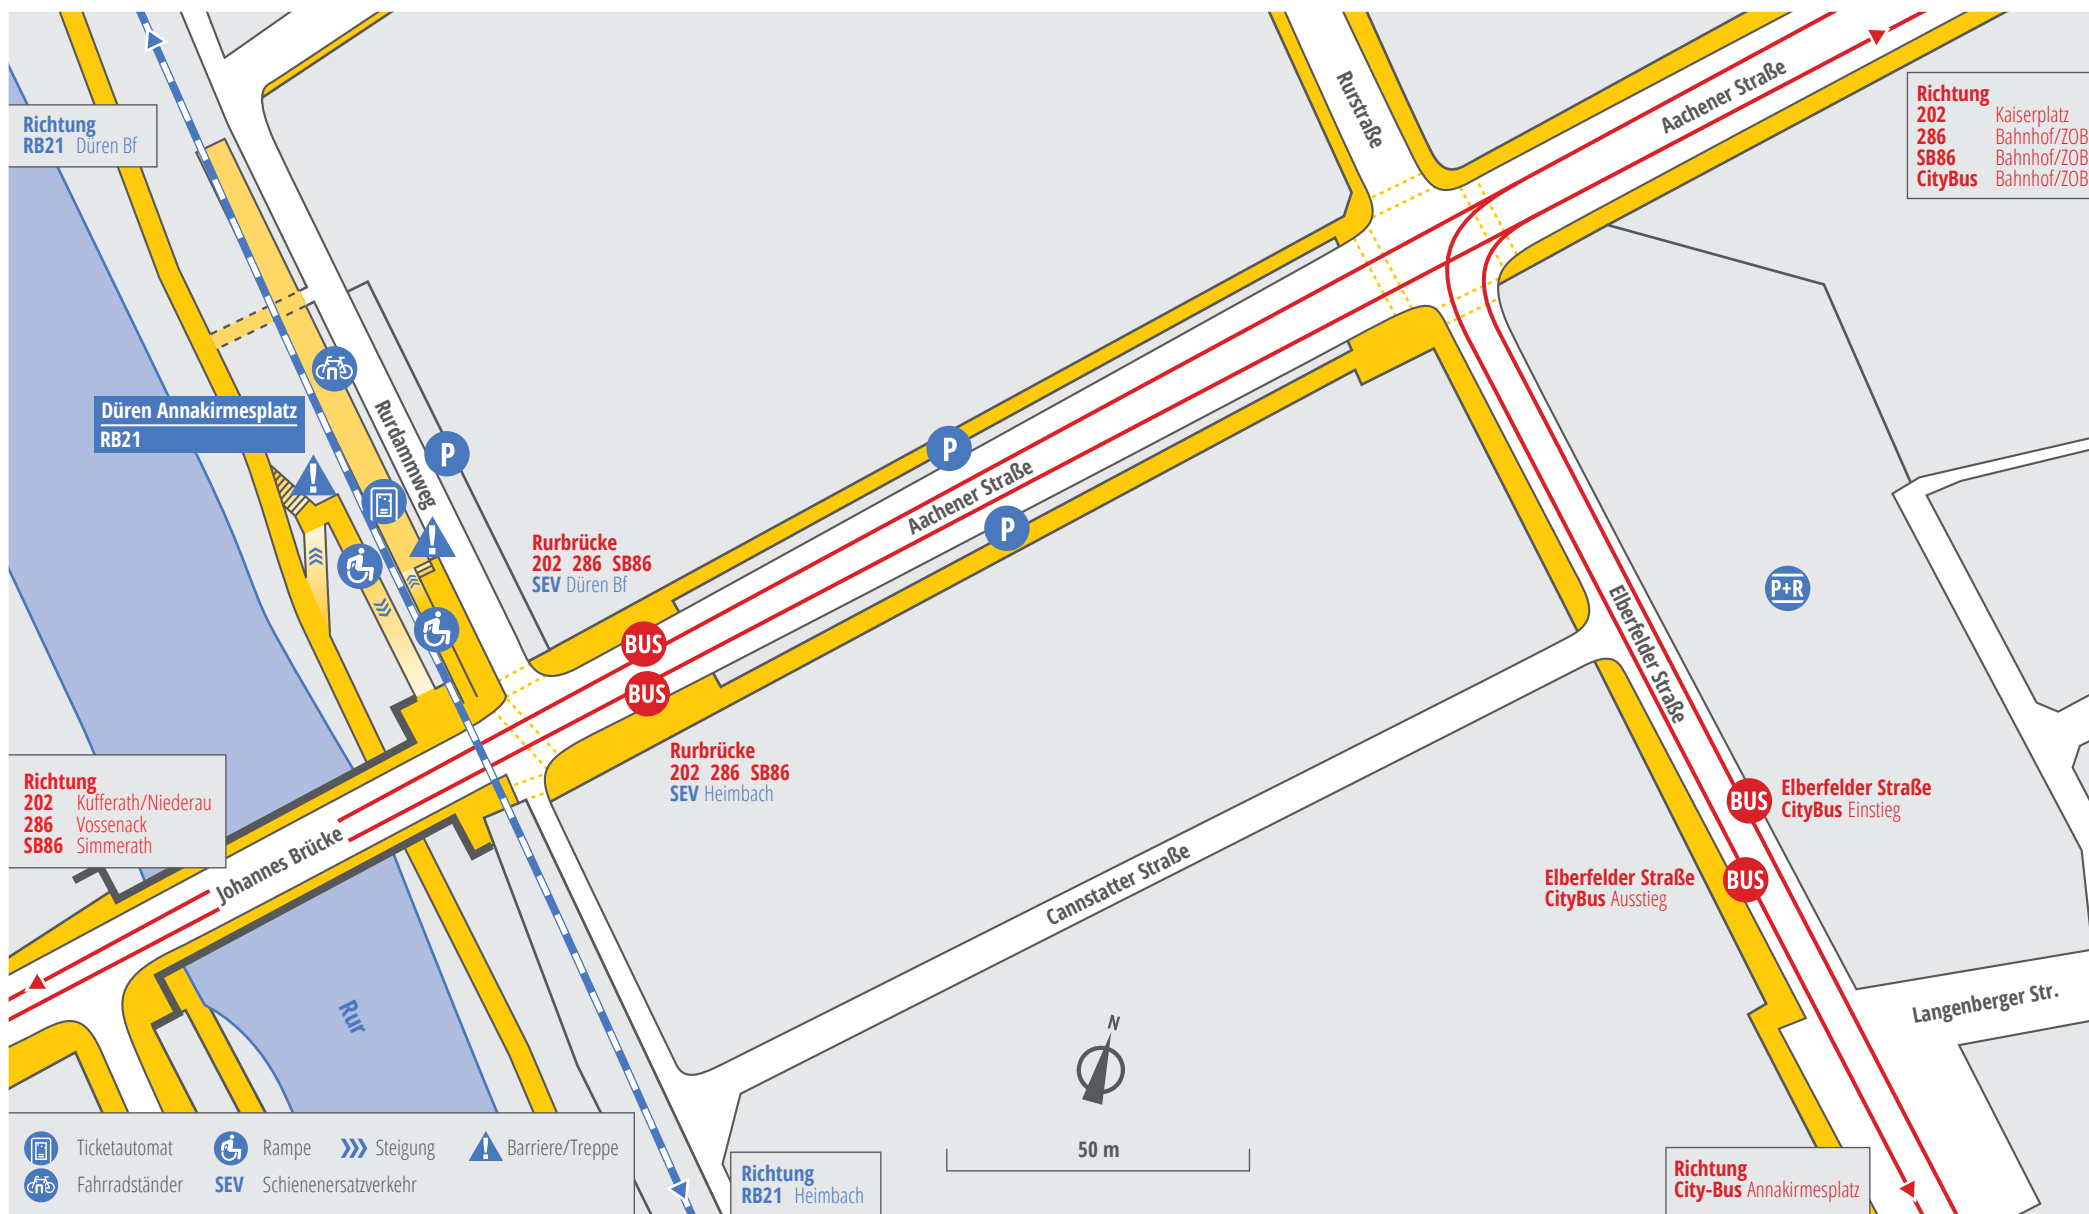 Richtung
RB21 Düren Bf
Rurstraße
Aachener Straße
Richtung
202 Kaiserplatz
286 Bahnhof/ZOB
SB86 Bahnhof/ZOB
CityBus Bahnhof/ZOB
Düren Annakirmesplatz
RB21
Rurdammweg
P
P
Aachener Straße
P
Rurbrücke
202 286 SB86
SEV Düren Bf
BUS
BUS
P+R
Elberfelder Straße
Rurbrücke
202 286 SB86
SEV Heimbach
Richtung
202 Kufferath/Niederau
286 Vossenack
SB86 Simmerath
Johannes Brücke
BUS
Elberfelder Straße
CityBus Einstieg
BUS
Elberfelder Straße
CityBus Ausstieg
Cannstatter Straße
Langenberger Str.
Rur
N
50 m
Ticketautomat
Rampe
Steigung
Barriere/Treppe
Fahrradständer
SEV Schienenersatzverkehr
Richtung
RB21 Heimbach
Richtung
City-Bus Annakirmesplatz